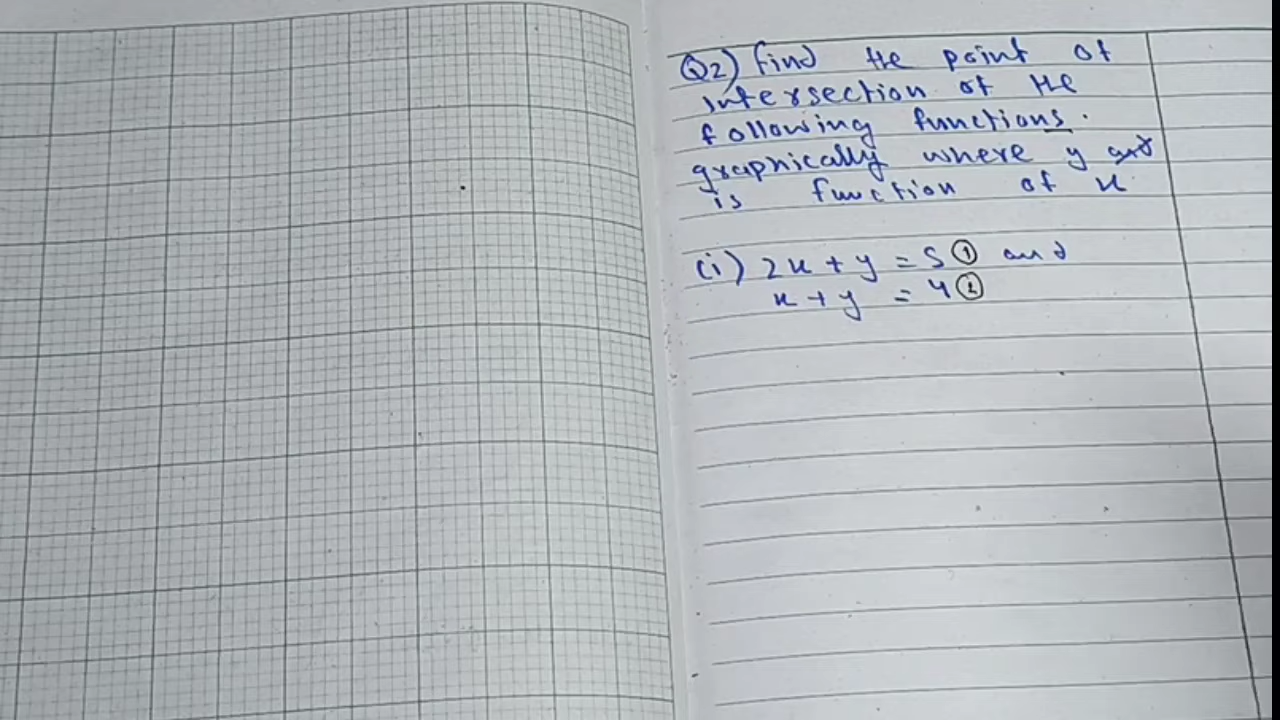 Q2) find the point of
intersection of the
following functions.
graphically where y
is function of x
(i) 2x + y = 5 ① and
x + y = 4 ②